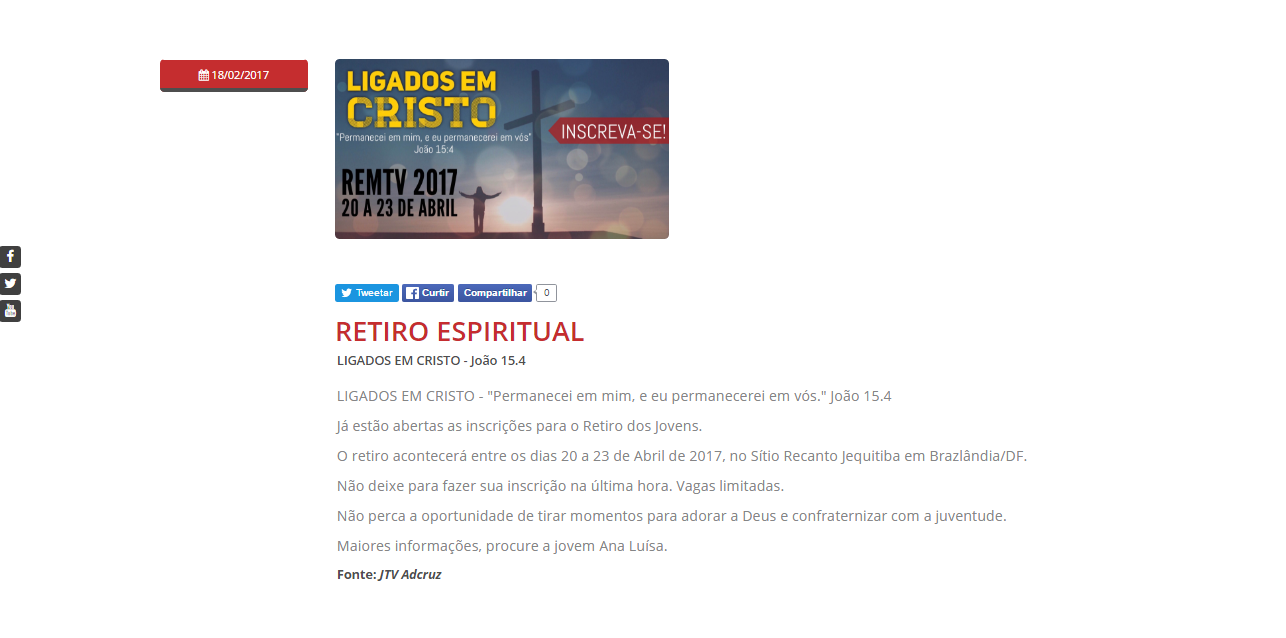 18/02/2017
LIGADOS EM
CRISTO
"Permanecei em mim, e eu permanecerei em vós"
João 15:4
INSCREVA-SE!
REMTV 2017
20 A 23 DE ABRIL
Tweetar Curtir Compartilhar 0
RETIRO ESPIRITUAL
LIGADOS EM CRISTO - João 15.4
LIGADOS EM CRISTO - "Permanecei em mim, e eu permanecerei em vós." João 15.4
Já estão abertas as inscrições para o Retiro dos Jovens.
O retiro acontecerá entre os dias 20 a 23 de Abril de 2017, no Sítio Recanto Jequitiba em Brazlândia/DF.
Não deixe para fazer sua inscrição na última hora. Vagas limitadas.
Não perca a oportunidade de tirar momentos para adorar a Deus e confraternizar com a juventude.
Maiores informações, procure a jovem Ana Luísa.
Fonte: JTV Adcruz